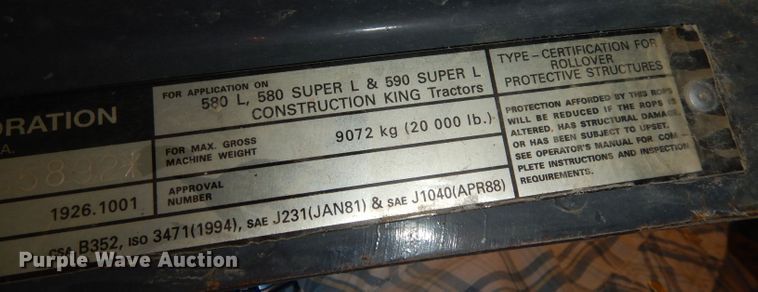 ORATION
.A.
1926.1001
FOR APPLICATION ON
580 L, 580 SUPER L & 590 SUPER L
CONSTRUCTION KING Tractors
FOR MAX. GROSS
MACHINE WEIGHT
9072 kg (20 000 lb.)
APPROVAL
NUMBER
CSA B352, ISO 3471(1994), SAE J231(JAN81) & SAE J1040(APR88)
TYPE – CERTIFICATION FOR
ROLLOVER
PROTECTIVE STRUCTURES
PROTECTION AFFORDED BY THIS ROPS
WILL BE REDUCED IF THE ROPS IS
ALTERED, HAS STRUCTURAL DAMAGE,
OR HAS BEEN SUBJECT TO UPSET.
SEE OPERATOR'S MANUAL FOR COM-
PLETE INSTRUCTIONS AND INSPECTION
REQUIREMENTS.
Purple Wave Auction